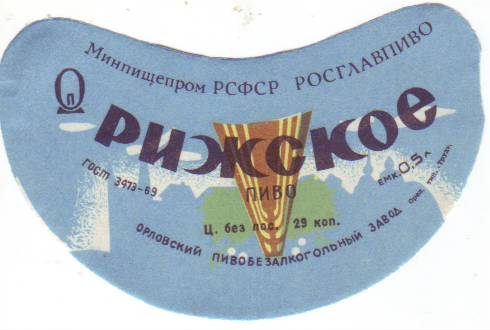 Минпищепром РСФСР РОСГЛАВПИВО
п
РИЖСКОЕ
ГОСТ 3473-69
ПИВО
ЕМК. 0,5 л
Ц. без пос. 29 коп.
ОРЛОВСКИЙ ПИВОБЕЗАЛКОГОЛЬНЫЙ ЗАВОД